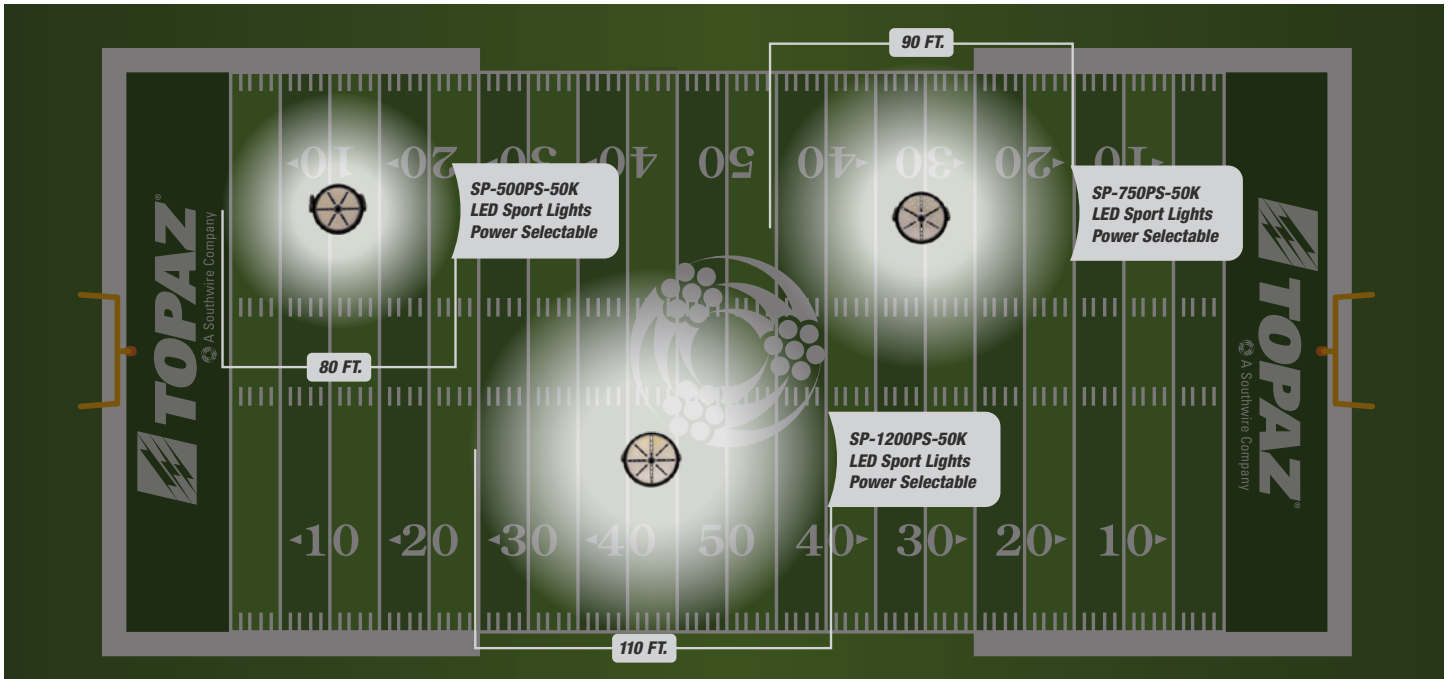 90 FT.
10 20 30 40 50 40 30 20 10
SP-500PS-50K
LED Sport Lights
Power Selectable
SP-750PS-50K
LED Sport Lights
Power Selectable
TOPAZ®
A Southwire Company
TOPAZ®
A Southwire Company
80 FT.
SP-1200PS-50K
LED Sport Lights
Power Selectable
10 20 30 40 50 40 30 20 10
110 FT.